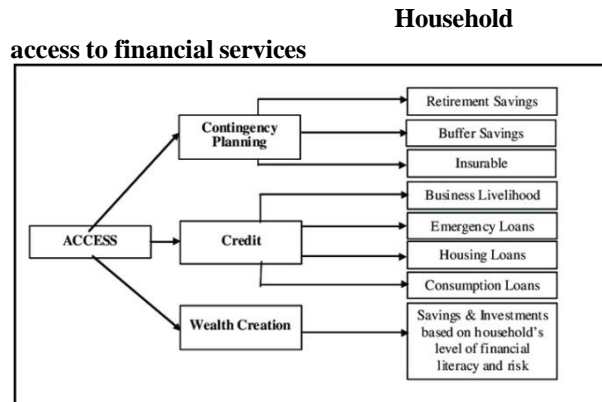 Household
access to financial services
Retirement Savings
Contingency
Planning
Buffer Savings
Insurable
Business Livelihood
ACCESS
Credit
Emergency Loans
Housing Loans
Consumption Loans
Wealth Creation
Savings & Investments
based on household's
level of financial
literacy and risk